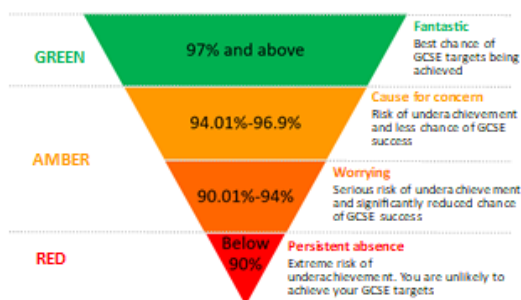 GREEN
97% and above
Fantastic
Best chance of
GCSE targets being
achieved
AMBER
94.01%-96.9%
Cause for concern
Risk of underachievement
and less chance of GCSE
success
90.01%-94%
Worrying
Serious risk of underachievement
and significantly reduced chance
of GCSE success
RED
Below
90%
Persistent absence
Extreme risk of
underachievement. You are unlikely to
achieve your GCSE targets